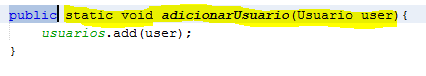 public static void adicionarUsuario(Usuario user){
usuarios.add(user);
}